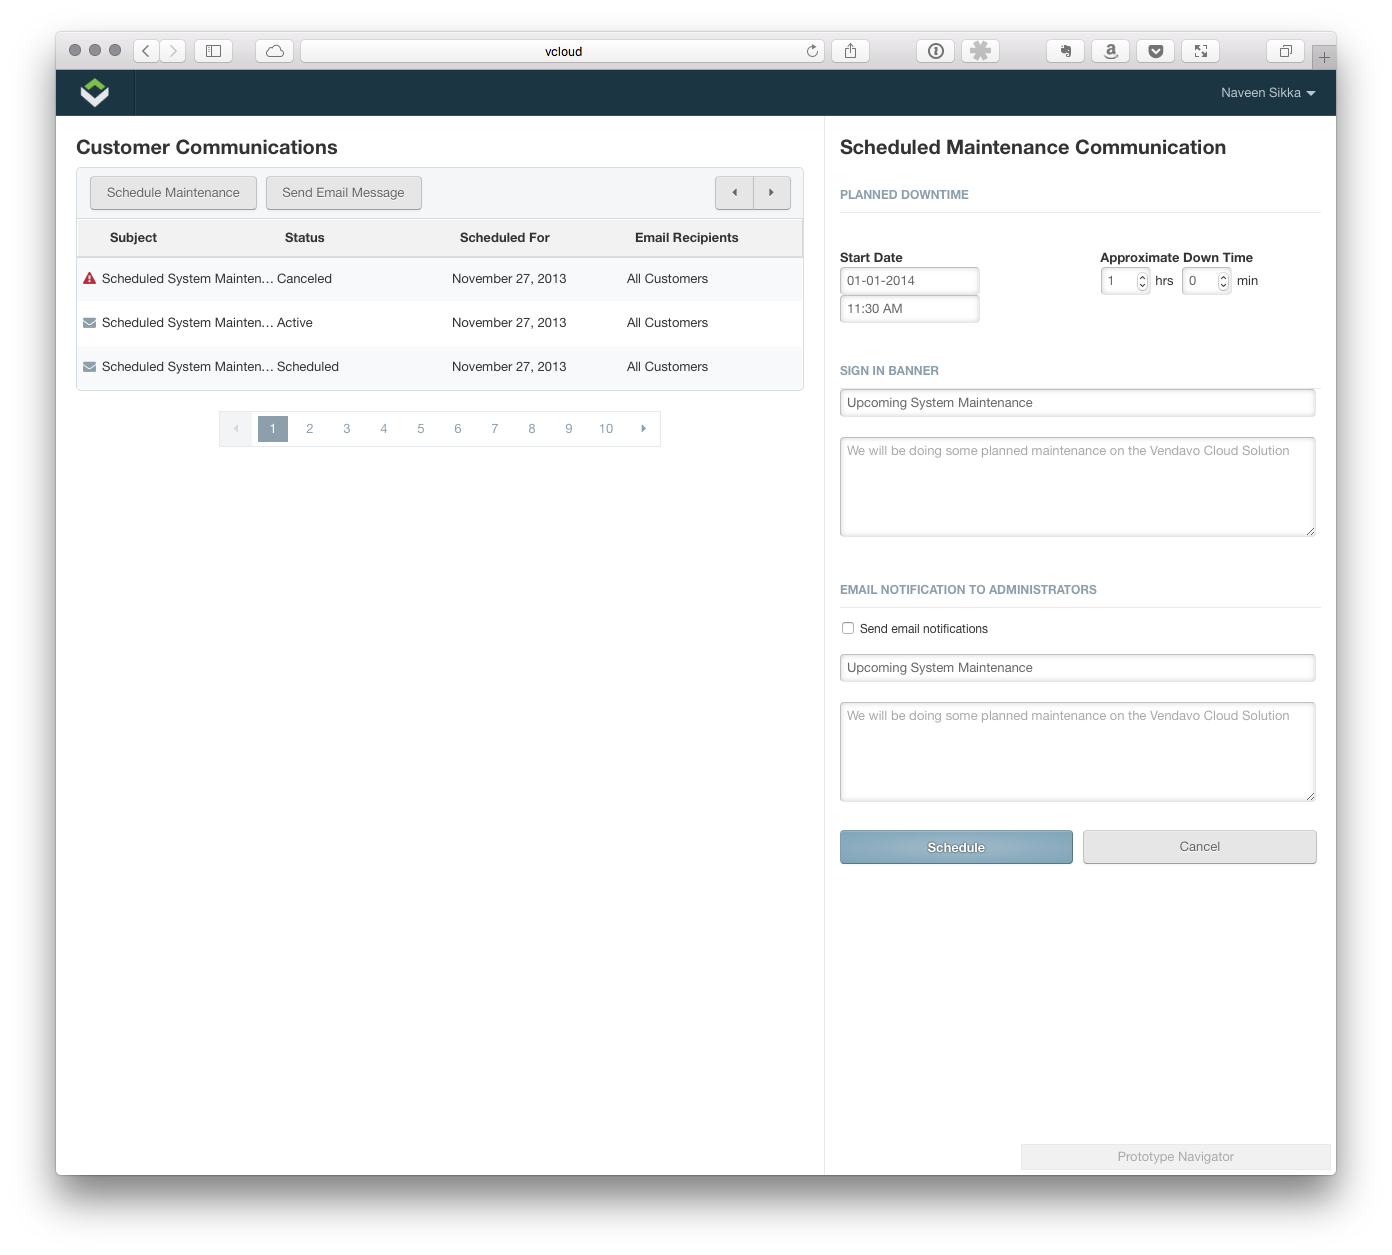 vcloud
Naveen Sikka
Customer Communications
Schedule Maintenance Send Email Message
Subject Status Scheduled For Email Recipients
Scheduled System Mainten... Canceled November 27, 2013 All Customers
Scheduled System Mainten... Active November 27, 2013 All Customers
Scheduled System Mainten... Scheduled November 27, 2013 All Customers
1 2 3 4 5 6 7 8 9 10
Scheduled Maintenance Communication
PLANNED DOWNTIME
Start Date
01-01-2014
11:30 AM
Approximate Down Time
1 hrs 0 min
SIGN IN BANNER
Upcoming System Maintenance
We will be doing some planned maintenance on the Vendavo Cloud Solution
EMAIL NOTIFICATION TO ADMINISTRATORS
Send email notifications
Upcoming System Maintenance
We will be doing some planned maintenance on the Vendavo Cloud Solution
Schedule Cancel
Prototype Navigator